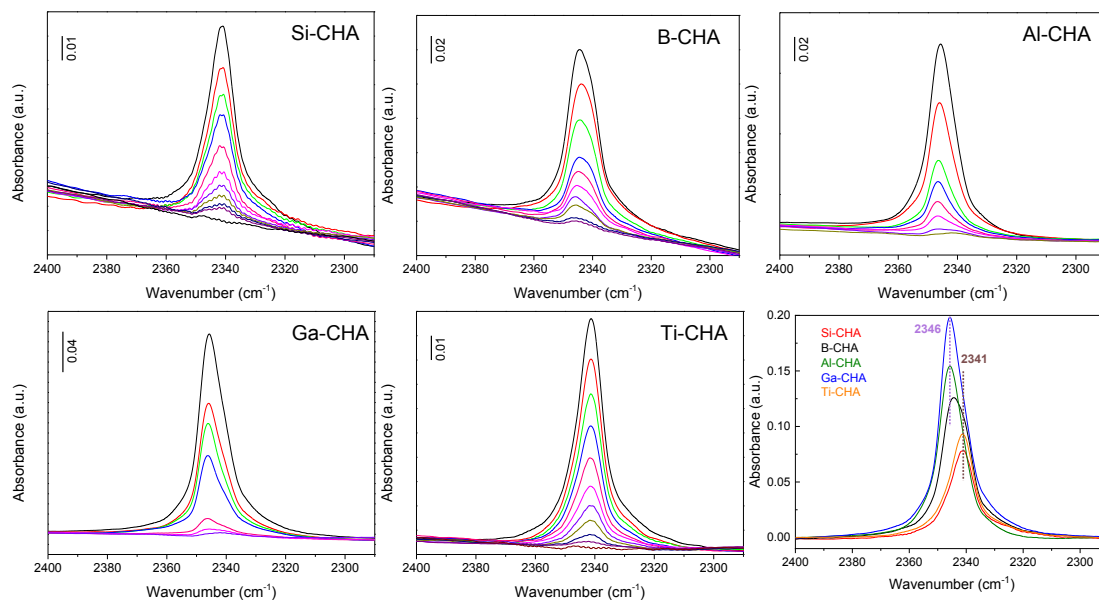 Si-CHA
0.01
Absorbance (a.u.)
2400 2380 2360 2340 2320 2300
Wavenumber (cm⁻¹)
B-CHA
0.02
Absorbance (a.u.)
2400 2380 2360 2340 2320 2300
Wavenumber (cm⁻¹)
Al-CHA
0.02
Absorbance (a.u.)
2400 2380 2360 2340 2320 2300
Wavenumber (cm⁻¹)
Ga-CHA
0.04
Absorbance (a.u.)
2400 2380 2360 2340 2320 2300
Wavenumber (cm⁻¹)
Ti-CHA
0.01
Absorbance (a.u.)
2400 2380 2360 2340 2320 2300
Wavenumber (cm⁻¹)
0.20
0.15
0.10
0.05
0.00
Absorbance (a.u.)
Si-CHA
B-CHA
Al-CHA
Ga-CHA
Ti-CHA
2346
2341
2400 2380 2360 2340 2320 2300
Wavenumber (cm⁻¹)